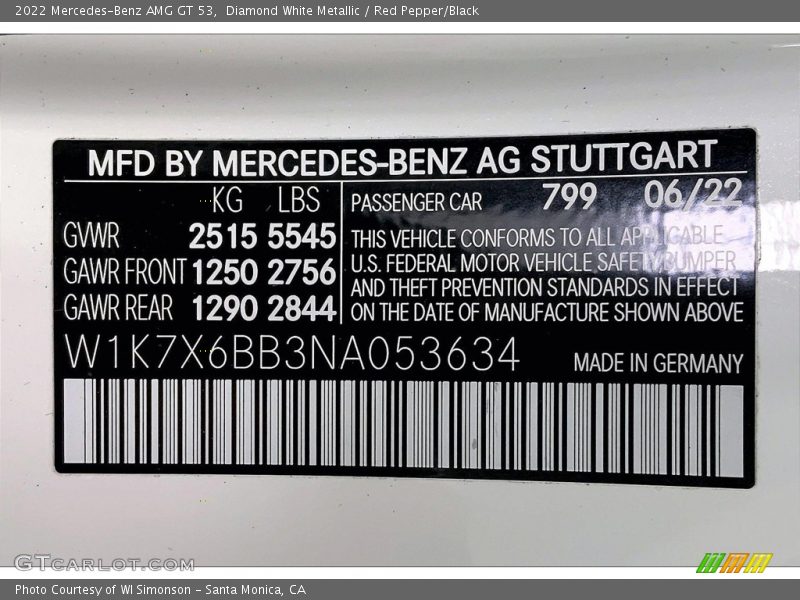 2022 Mercedes-Benz AMG GT 53,  Diamond White Metallic / Red Pepper/Black
MFD BY MERCEDES-BENZ AG STUTTGART
KG LBS
GVWR 2515 5545
GAWR FRONT 1250 2756
GAWR REAR 1290 2844
PASSENGER CAR 799 06/22
THIS VEHICLE CONFORMS TO ALL APPLICABLE
U.S. FEDERAL MOTOR VEHICLE SAFETY BUMPER
AND THEFT PREVENTION STANDARDS IN EFFECT
ON THE DATE OF MANUFACTURE SHOWN ABOVE
W1K7X6BB3NA053634 MADE IN GERMANY
GTCARLOT.COM
Photo Courtesy of WI Simonson - Santa Monica, CA